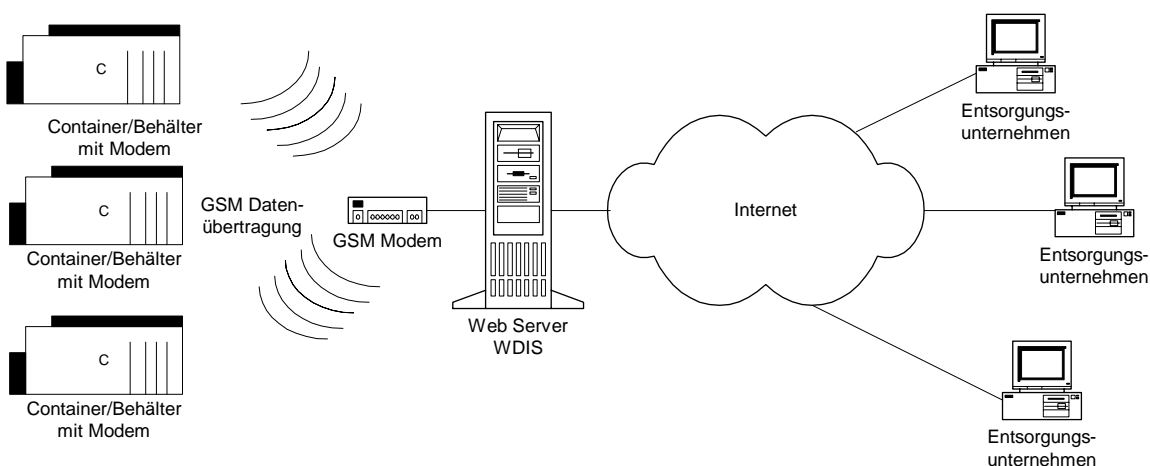 C
Container/Behälter
mit Modem
C
Container/Behälter
mit Modem
C
Container/Behälter
mit Modem
GSM Daten-
übertragung
GSM Modem
Web Server
WDIS
Internet
Entsorgungs-
unternehmen
Entsorgungs-
unternehmen
Entsorgungs-
unternehmen